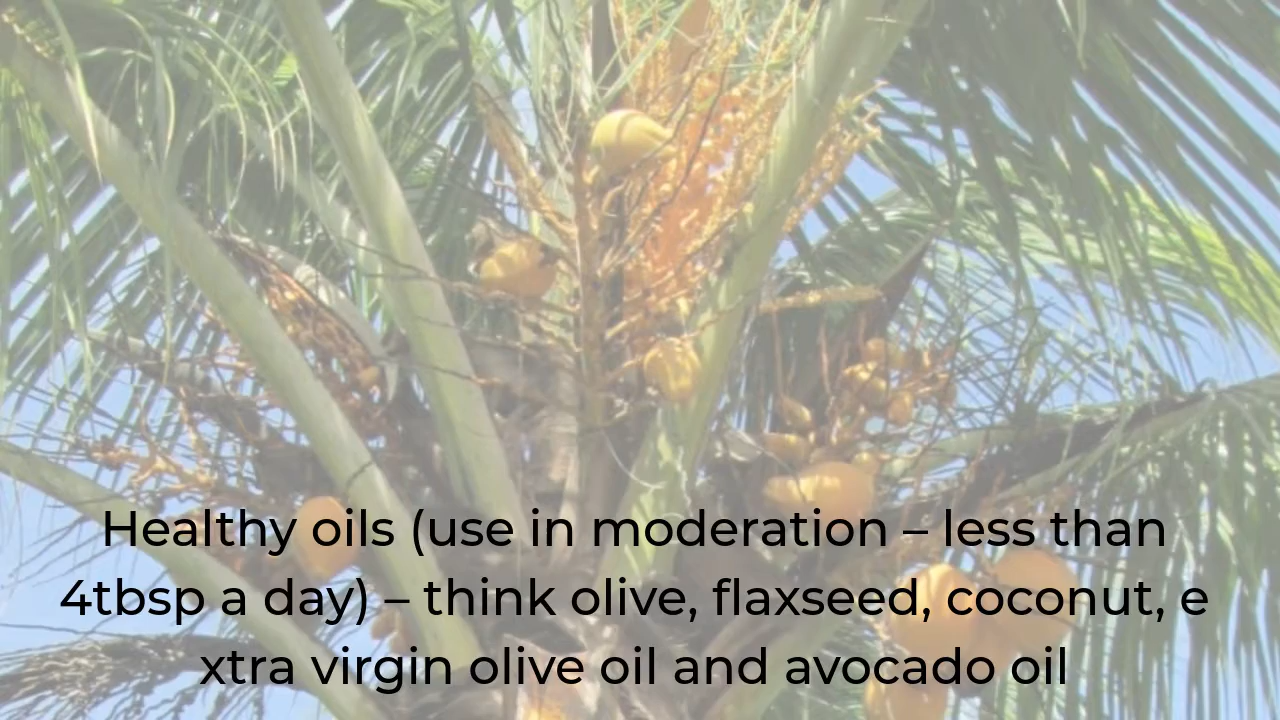 Healthy oils (use in moderation – less than
4tbsp a day) – think olive, flaxseed, coconut, e
xtra virgin olive oil and avocado oil